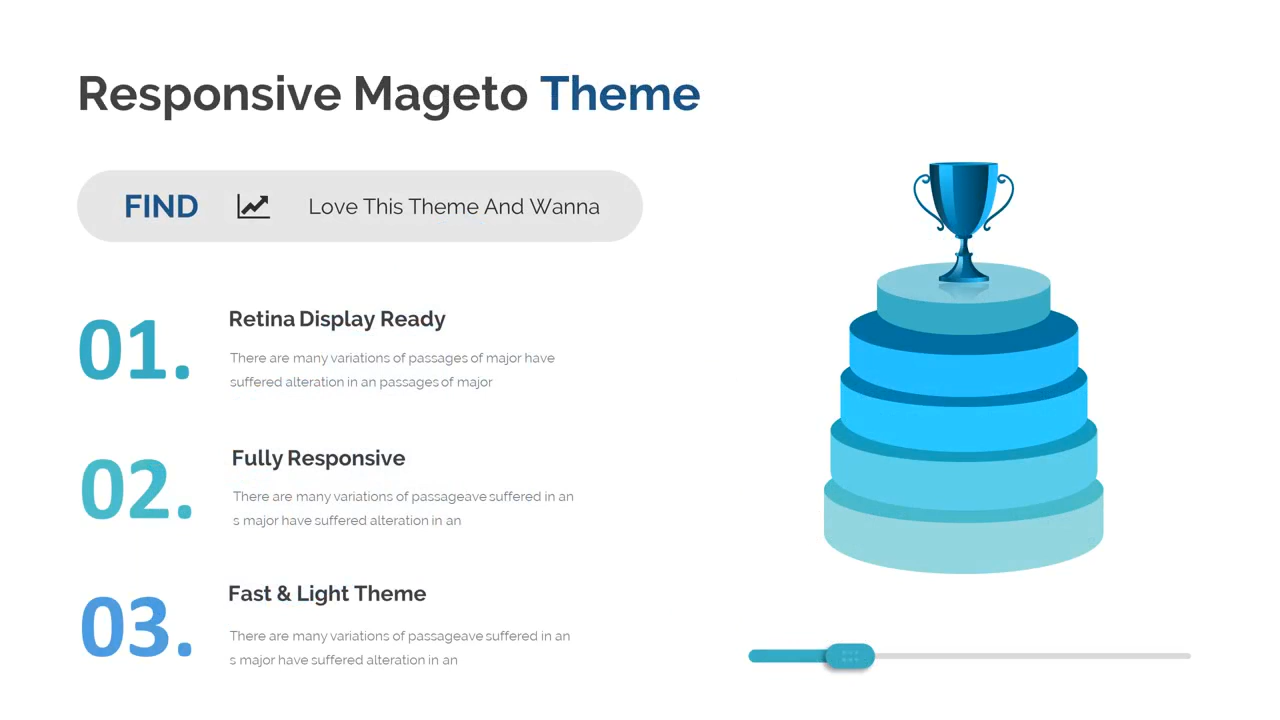 Responsive Mageto Theme
FIND Love This Theme And Wanna
01.
Retina Display Ready
There are many variations of passages of major have
suffered alteration in an passages of major
02.
Fully Responsive
There are many variations of passageave suffered in an
s major have suffered alteration in an
03.
Fast & Light Theme
There are many variations of passageave suffered in an
s major have suffered alteration in an